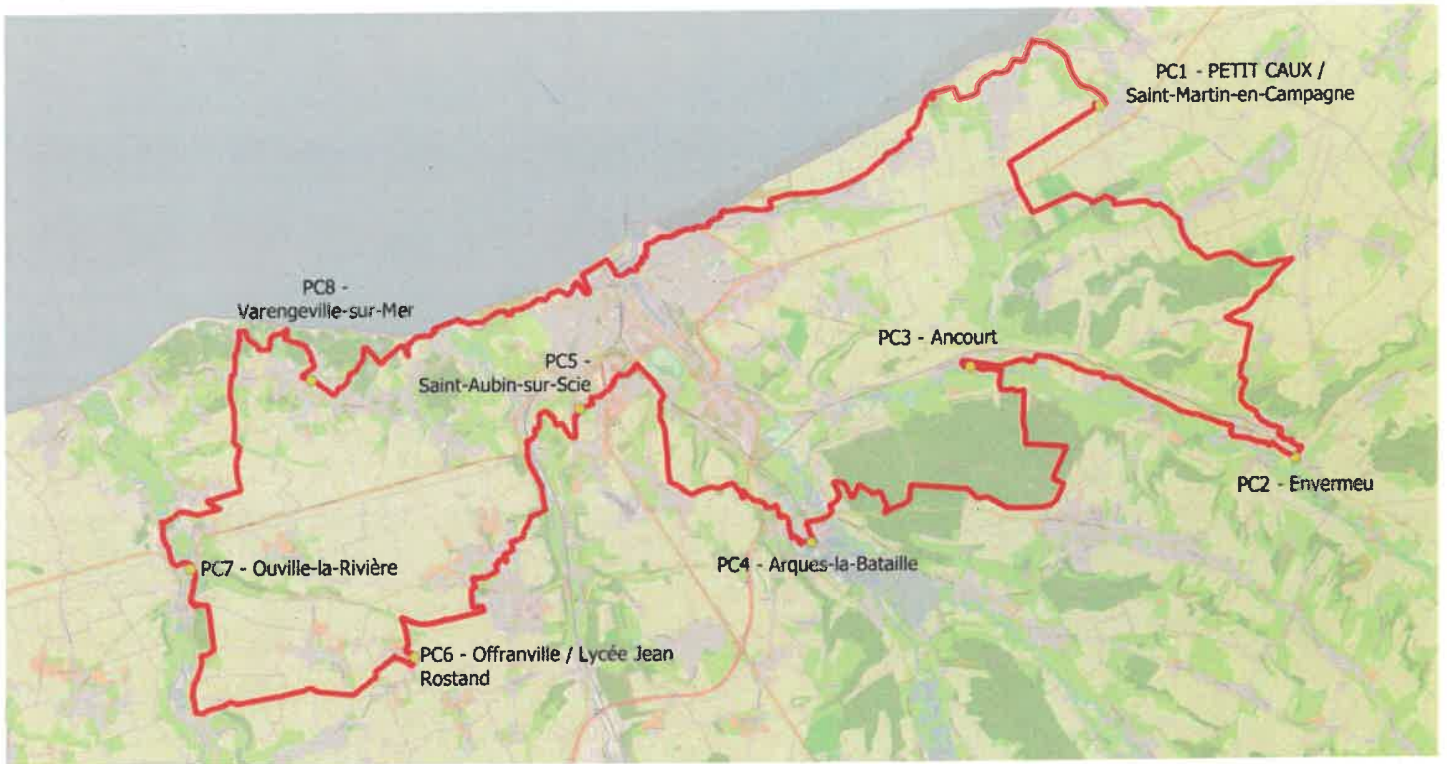 PC1 - PETIT CAUX /
Saint-Martin-en-Campagne
PC8 -
Varengeville-sur-Mer
PC3 - Ancourt
PC5 -
Saint-Aubin-sur-Scie
PC2 - Envermeu
PC7 - Ouville-la-Rivière
PC4 - Arques-la-Bataille
PC6 - Offranville / Lycée Jean
Rostand